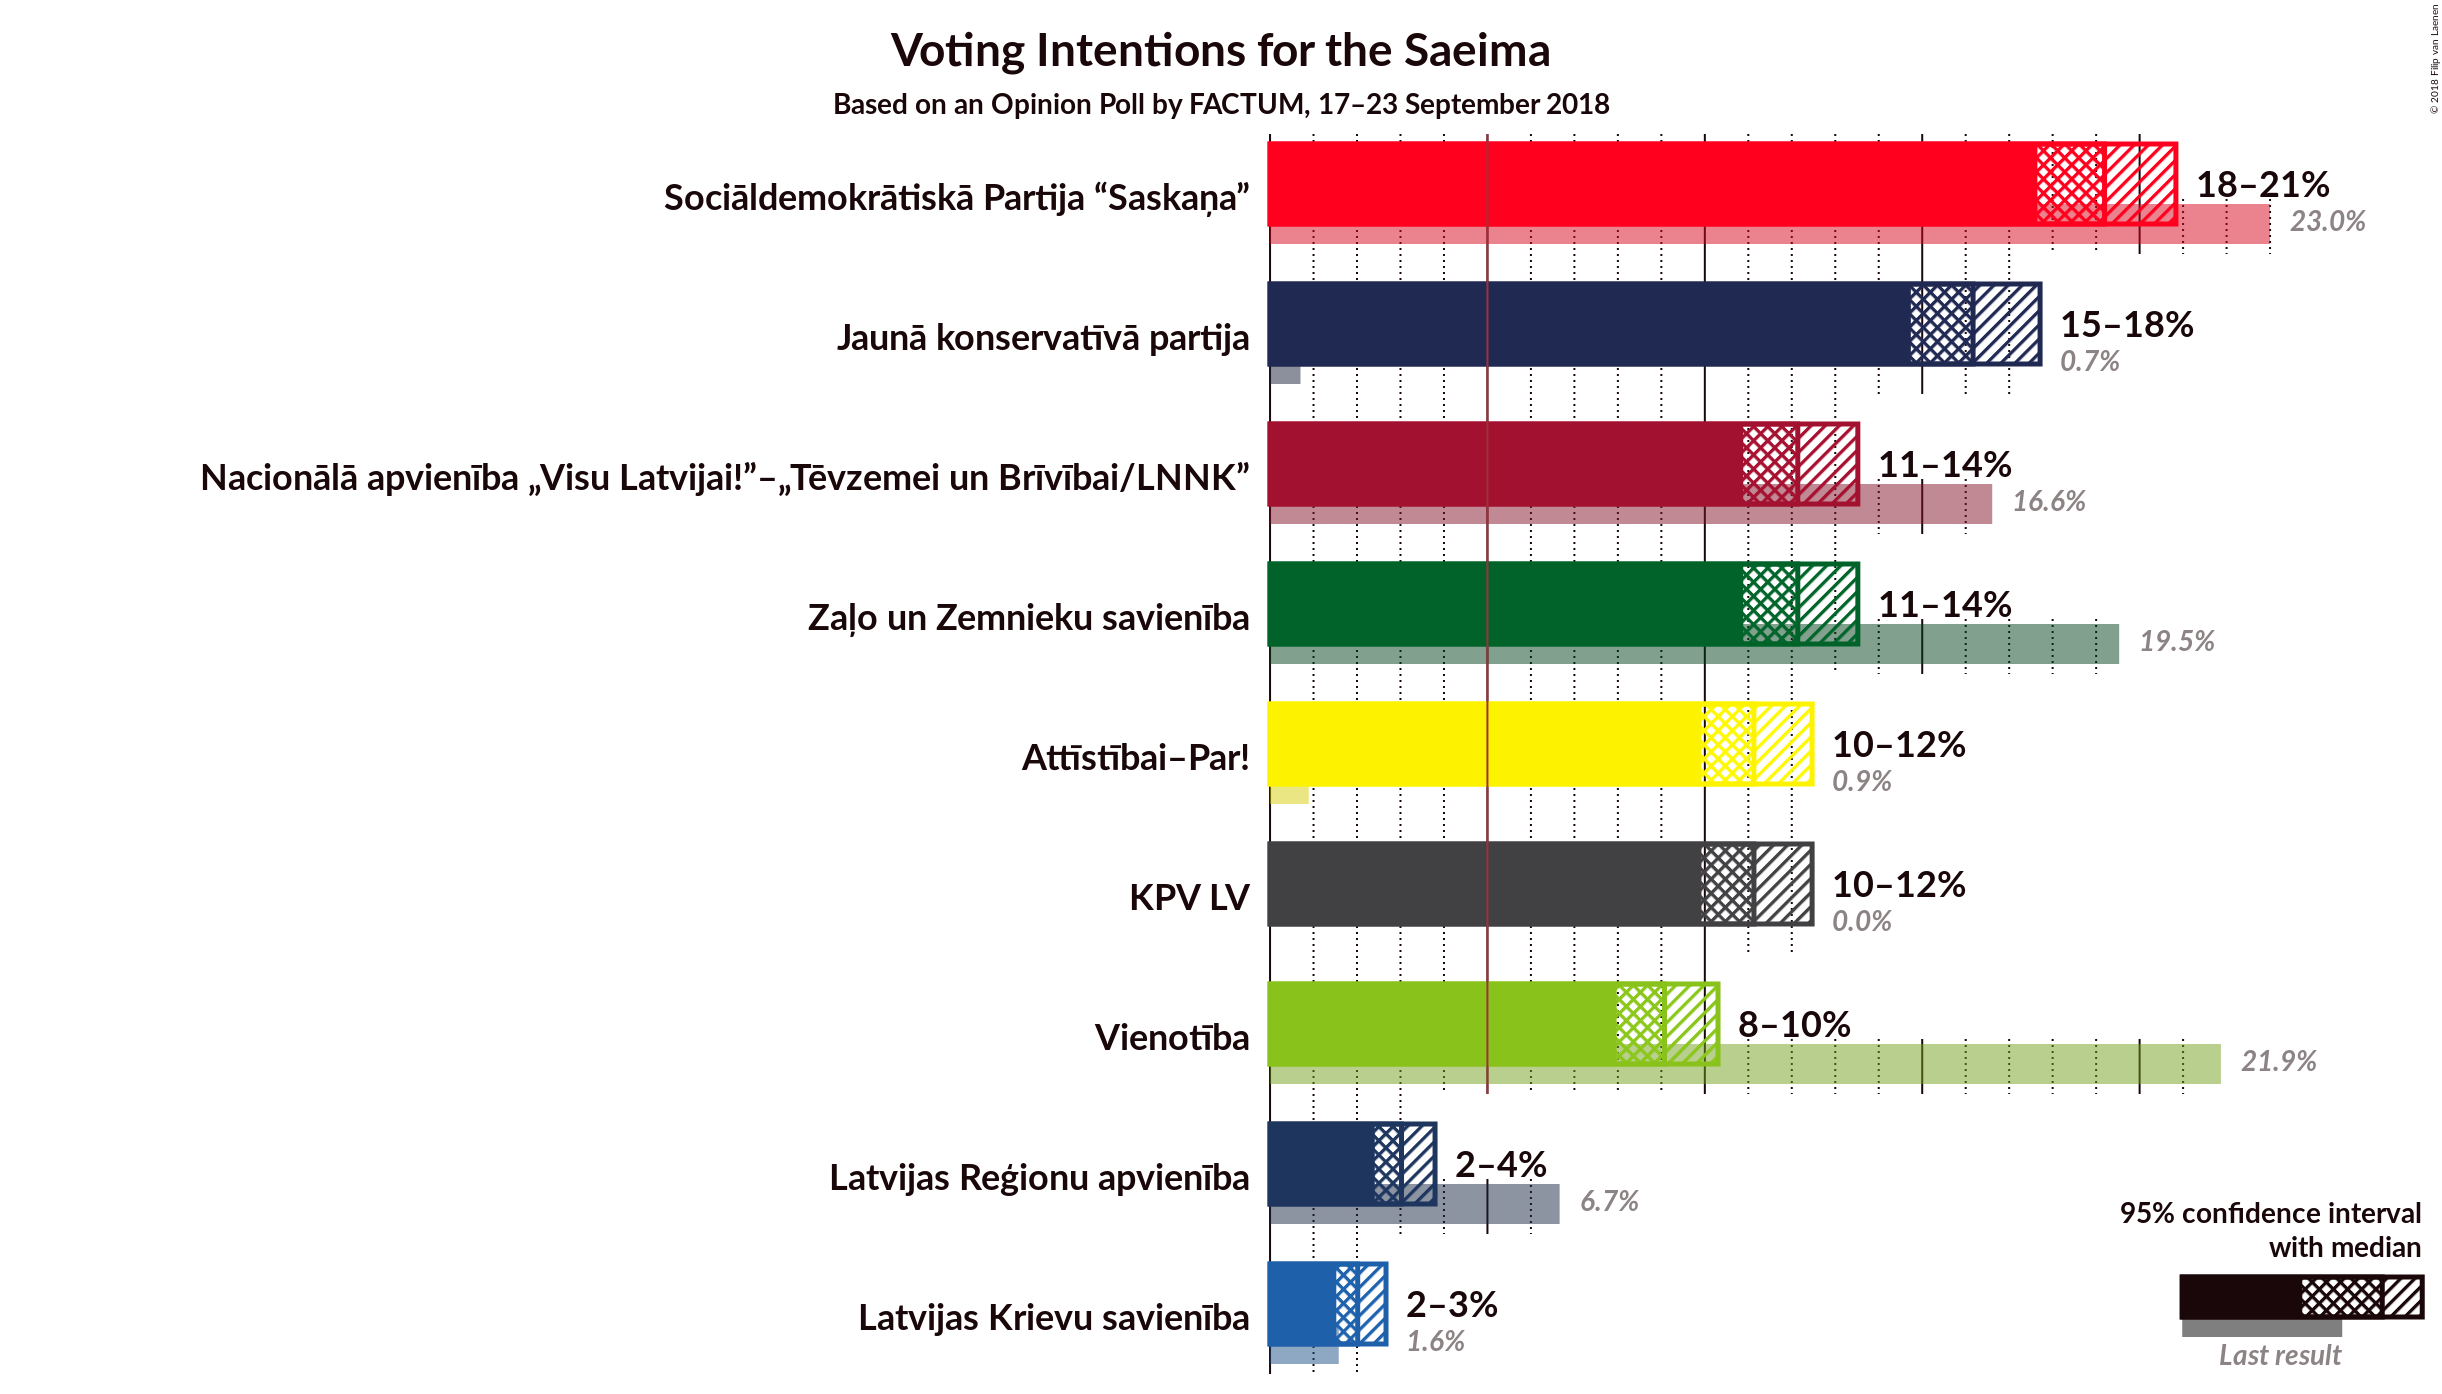 Voting Intentions for the Saeima
Based on an Opinion Poll by FACTUM, 17–23 September 2018
© 2018 Filip van Laenen
Sociāldemokrātiskā Partija “Saskaņa”
18–21%
23.0%
Jaunā konservatīvā partija
15–18%
0.7%
Nacionālā apvienība „Visu Latvijai!”–„Tēvzemei un Brīvībai/LNNK”
11–14%
16.6%
Zaļo un Zemnieku savienība
11–14%
19.5%
Attīstībai–Par!
10–12%
0.9%
KPV LV
10–12%
0.0%
Vienotība
8–10%
21.9%
Latvijas Reģionu apvienība
2–4%
6.7%
Latvijas Krievu savienība
2–3%
1.6%
95% confidence interval
with median
Last result